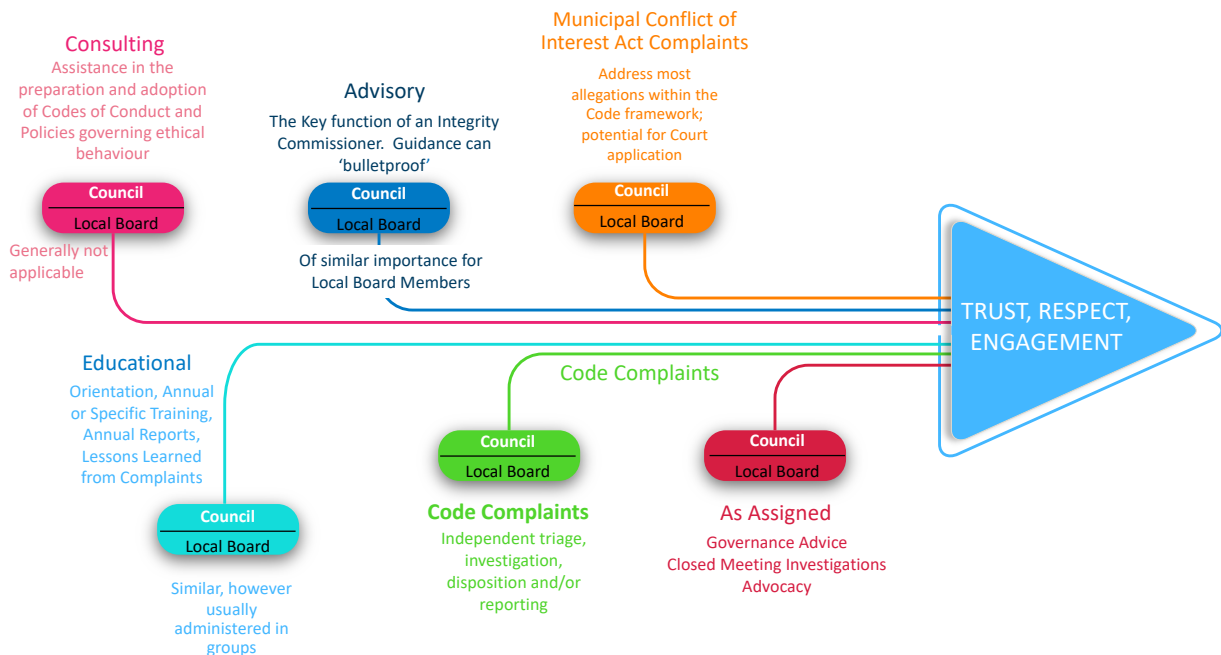 Consulting
Assistance in the
preparation and adoption
of Codes of Conduct and
Policies governing ethical
behaviour
Council
Local Board
Generally not
applicable
Advisory
The Key function of an Integrity
Commissioner.  Guidance can
‘bulletproof’
Council
Local Board
Of similar importance for
Local Board Members
Municipal Conflict of
Interest Act Complaints
Address most
allegations within the
Code framework;
potential for Court
application
Council
Local Board
TRUST, RESPECT,
ENGAGEMENT
Educational
Orientation, Annual
or Specific Training,
Annual Reports,
Lessons Learned
from Complaints
Council
Local Board
Similar, however
usually
administered in
groups
Code Complaints
Council
Local Board
Code Complaints
Independent triage,
investigation,
disposition and/or
reporting
Council
Local Board
As Assigned
Governance Advice
Closed Meeting Investigations
Advocacy